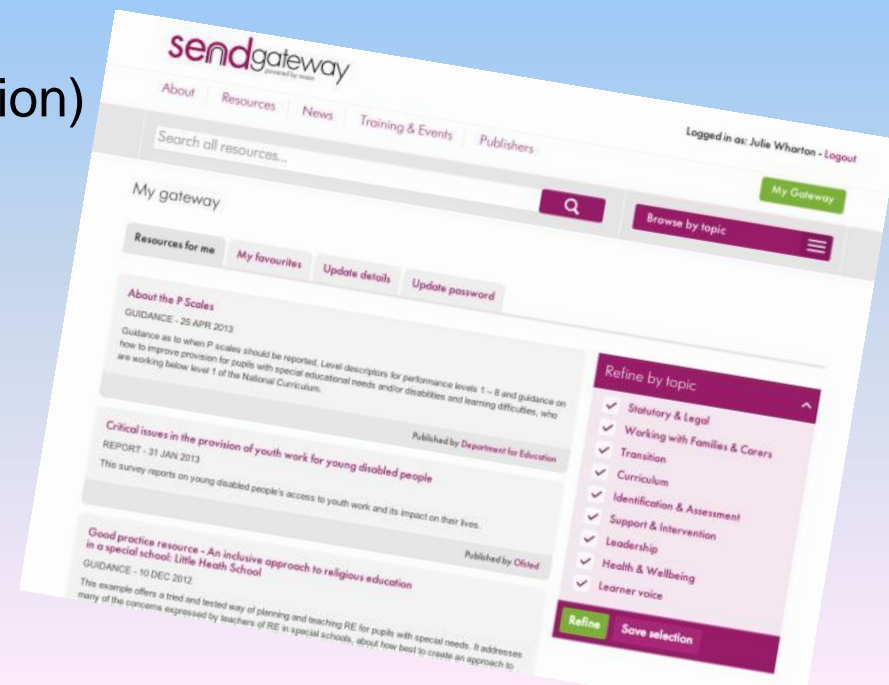 ion)
sendgateway
powered by nasen
About Resources News Training & Events Publishers
Logged in as: Julie Wharton - Logout
Search all resources...
My Gateway
Browse by topic
My gateway
Resources for me My favourites Update details Update password
About the P Scales
GUIDANCE - 25 APR 2013
Guidance as to when P scales should be reported, Level descriptors for performance levels 1 – 8 and guidance on
how to improve provision for pupils with special educational needs and/or disabilities and learning difficulties, who
are working below level 1 of the National Curriculum.
Published by Department for Education
Critical issues in the provision of youth work for young disabled people
REPORT - 31 JAN 2013
This survey reports on young disabled people's access to youth work and its impact on their lives.
Published by Ofsted
Good practice resource - An inclusive approach to religious education
in a special school: Little Heath School
GUIDANCE - 10 DEC 2012
This example offers a tried and tested way of planning and teaching RE for pupils with special needs. It addresses
many of the concerns expressed by teachers of RE in special schools, about how best to create an approach to
Refine by topic
Statutory & Legal
Working with Families & Carers
Transition
Curriculum
Identification & Assessment
Support & Intervention
Leadership
Health & Wellbeing
Learner voice
Refine Save selection